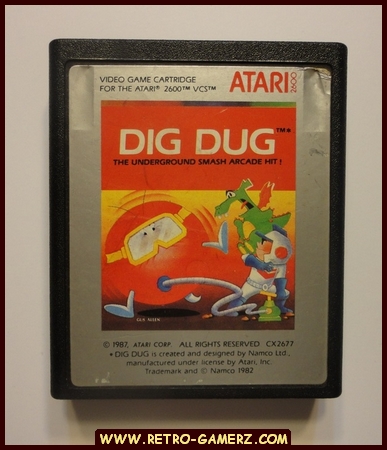 VIDEO GAME CARTRIDGE
FOR THE ATARI® 2600™ VCS™
ATARI 2600
DIG DUG™*
THE UNDERGROUND SMASH ARCADE HIT!
© 1987, ATARI CORP. ALL RIGHTS RESERVED CX2677
* DIG DUG is created and designed by Namco Ltd.,
manufactured under license by Atari, Inc.
Trademark and © Namco 1982
WWW.RETRO-GAMERZ.COM